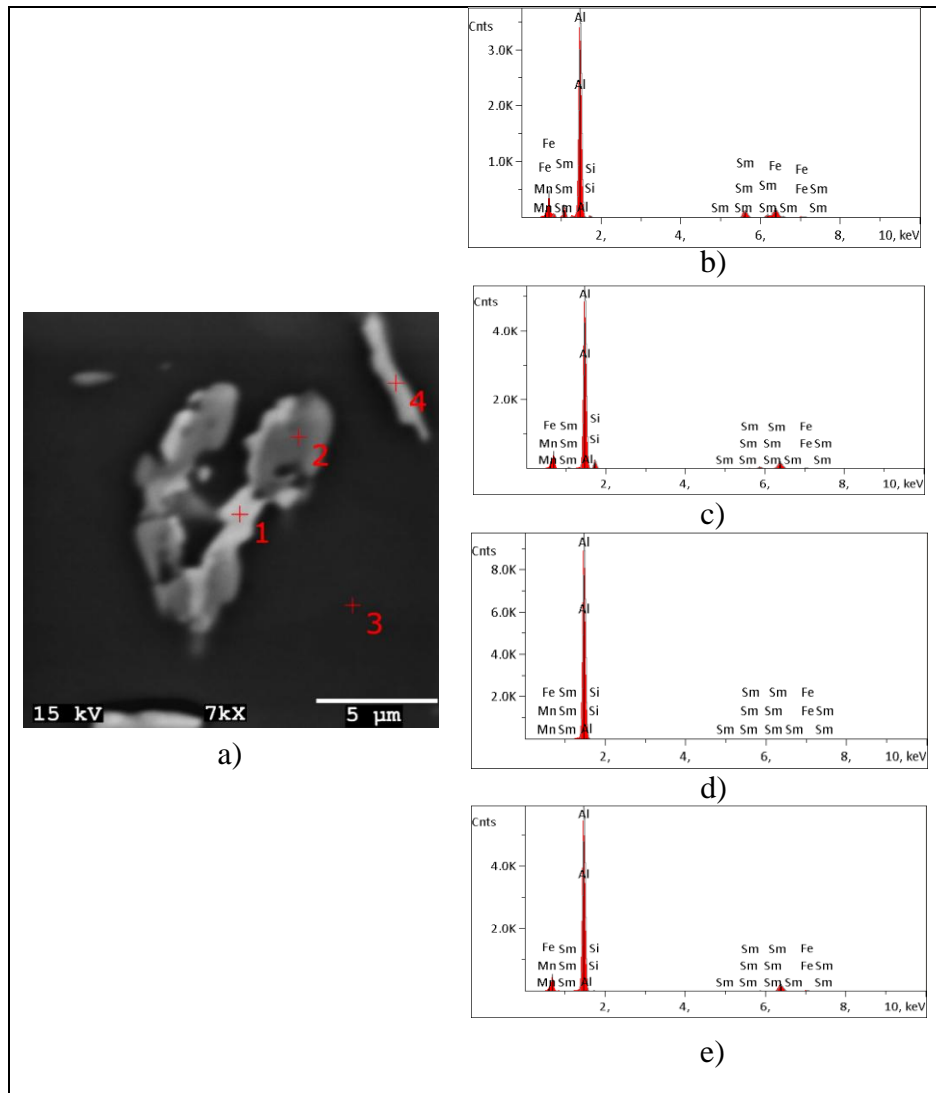 Cnts
Al
3.0K
2.0K
Al
Fe
1.0K
Fe Sm Si
Sm Fe Fe
Mn Sm Si
Sm Sm Fe Sm
Mn Sm Al
Sm Sm Sm Sm Sm
2, 4, 6, 8, 10, keV
b)
Cnts
Al
4.0K
Al
2.0K
Si
Fe Sm
Sm Sm Fe
Mn Sm Si
Sm Sm Fe Sm
Mn Sm Al
Sm Sm Sm Sm Sm
2, 4, 6, 8, 10, keV
c)
1
2
3
4
15 kV 7kX 5 μm
a)
Cnts
Al
8.0K
6.0K
Al
4.0K
2.0K
Fe Sm Si
Sm Sm Fe
Mn Sm Si
Sm Sm Fe Sm
Mn Sm Al
Sm Sm Sm Sm Sm
2, 4, 6, 8, 10, keV
d)
Cnts
Al
4.0K
Al
2.0K
Fe Sm Si
Sm Sm Fe
Mn Sm Si
Sm Sm Fe Sm
Mn Sm Al
Sm Sm Sm Sm Sm
2, 4, 6, 8, 10, keV
e)